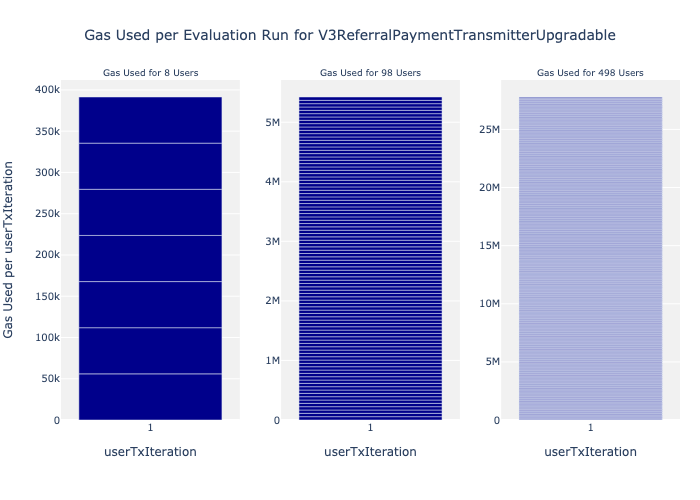 Gas Used per Evaluation Run for V3ReferralPaymentTransmitterUpgradable
Gas Used for 8 Users
Gas Used for 98 Users
Gas Used for 498 Users
Gas Used per userTxIteration
400k
350k
300k
250k
200k
150k
100k
50k
0
1
userTxIteration
5M
4M
3M
2M
1M
0
1
userTxIteration
25M
20M
15M
10M
5M
0
1
userTxIteration